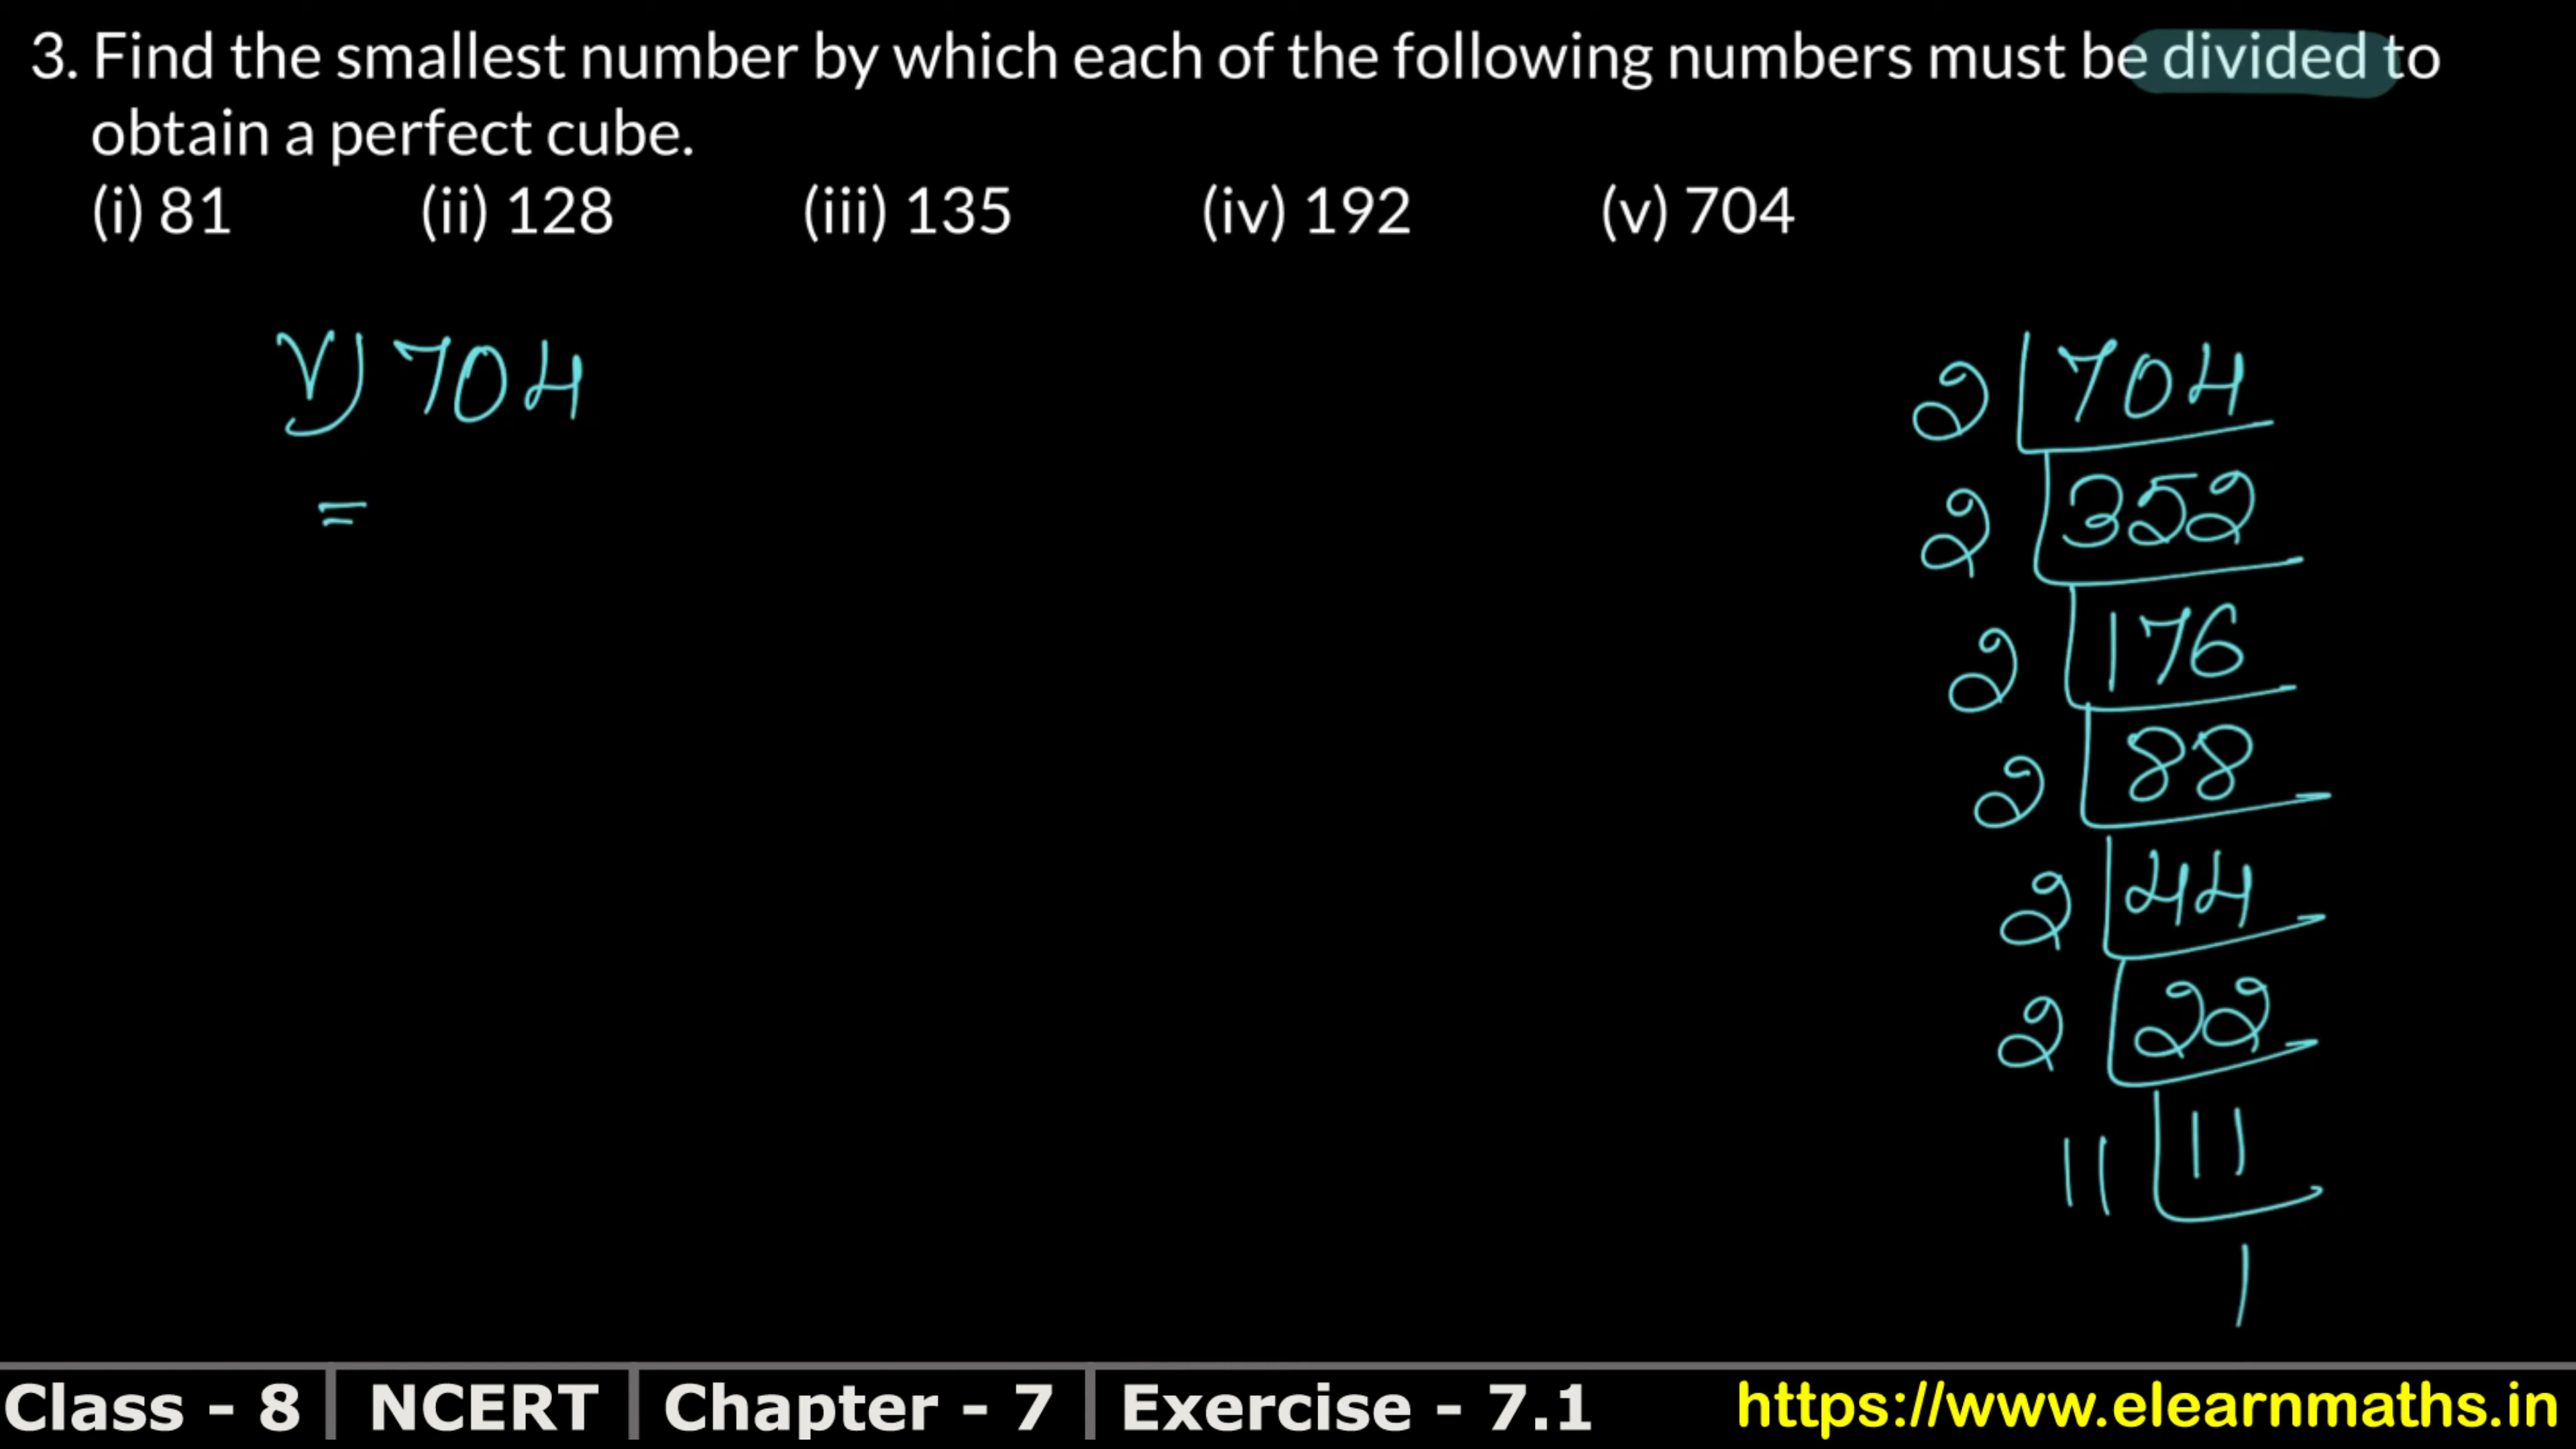 3. Find the smallest number by which each of the following numbers must be divided to
obtain a perfect cube.
(i) 81 (ii) 128 (iii) 135 (iv) 192 (v) 704
v) 704
=
2 704
2 352
2 176
2 88
2 44
2 22
11 11
1
Class - 8 | NCERT | Chapter - 7 | Exercise - 7.1 https://www.elearnmaths.in